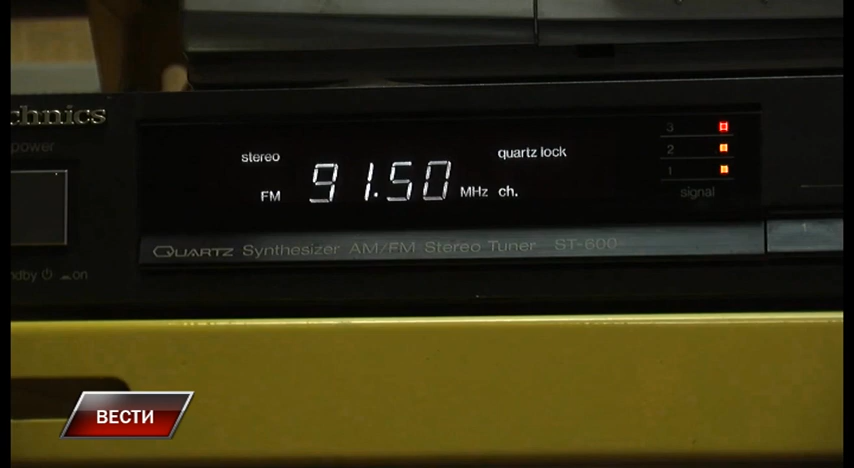 chnics
power
stereo
quartz lock
FM 91.50 MHz ch.
3
2
1
signal
QUARTZ Synthesizer AM/FM Stereo Tuner ST-600
1
ndby on
ВЕСТИ